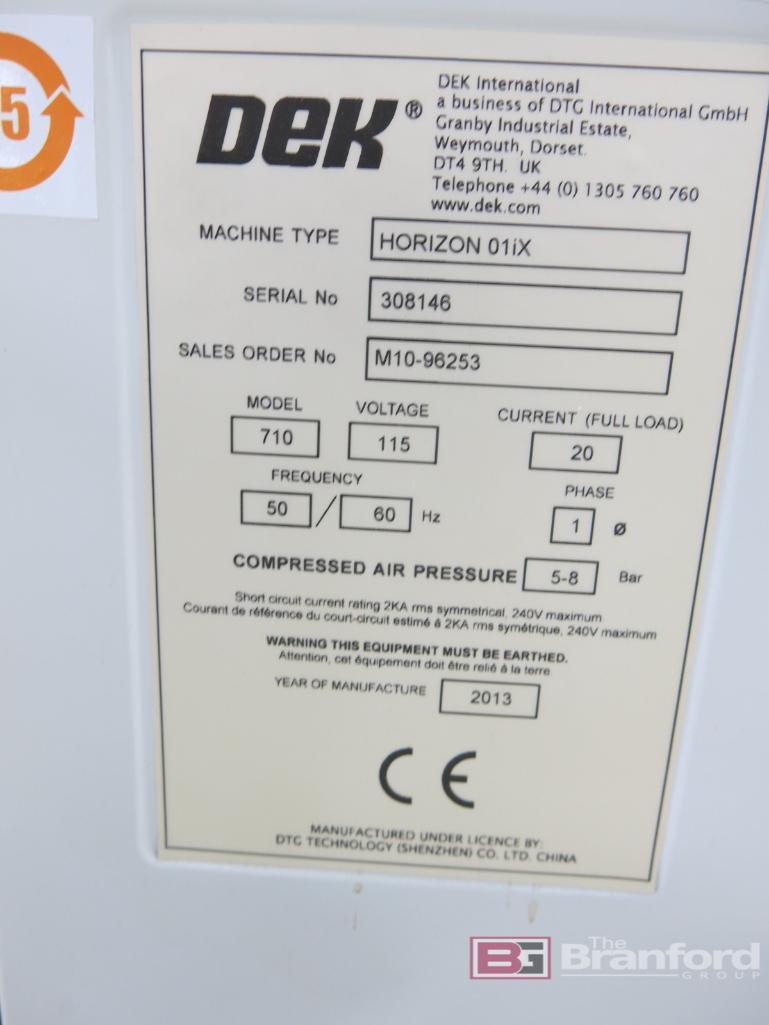 5
DEK®
DEK International
a business of DTG International GmbH
Granby Industrial Estate,
Weymouth, Dorset.
DT4 9TH. UK
Telephone +44 (0) 1305 760 760
www.dek.com
MACHINE TYPE HORIZON 01iX
SERIAL No 308146
SALES ORDER No M10-96253
MODEL VOLTAGE CURRENT (FULL LOAD)
710 115 20
FREQUENCY PHASE
50 / 60 Hz 1 ø
COMPRESSED AIR PRESSURE 5-8 Bar
Short circuit current rating 2KA rms symmetrical, 240V maximum
Courant de référence du court-circuit estimé à 2KA rms symétrique, 240V maximum
WARNING THIS EQUIPMENT MUST BE EARTHED.
Attention, cet équipement doit être relié à la terre
YEAR OF MANUFACTURE 2013
CE
MANUFACTURED UNDER LICENCE BY:
DTG TECHNOLOGY (SHENZHEN) CO. LTD. CHINA
BG The Branford GROUP